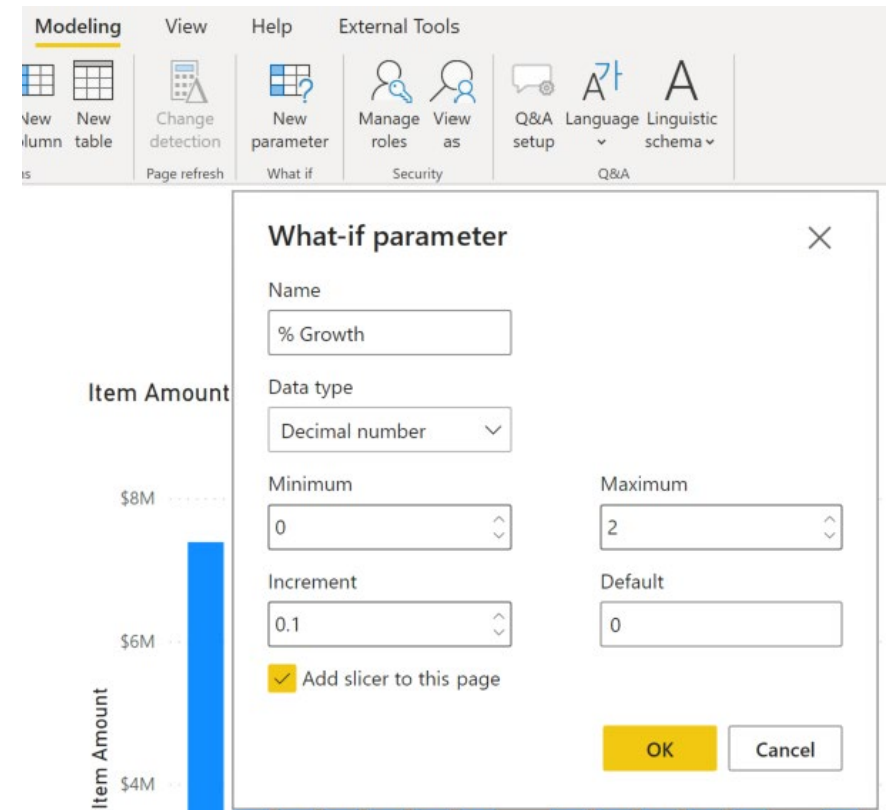 Modeling View Help External Tools
New New Change New Manage View Q&A Language Linguistic
table detection parameter roles as setup schema
Page refresh What if Security Q&A
What-if parameter
Name
% Growth
Item Amount
Data type
Decimal number
Minimum Maximum
$8M
0 2
Increment Default
0.1 0
$6M
Add slicer to this page
Item Amount
OK Cancel
$4M